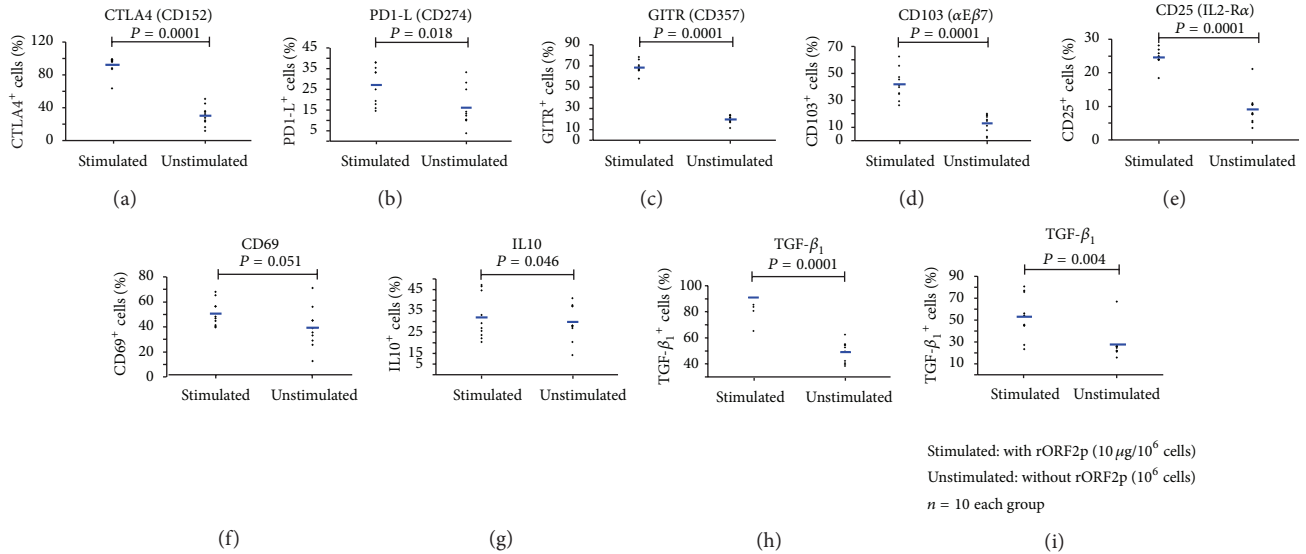 CTLA4 (CD152)
P = 0.0001
CTLA4⁺ cells (%)
120
80
40
0
Stimulated Unstimulated
(a)
PD1-L (CD274)
P = 0.018
PD1-L⁺ cells (%)
45
35
25
15
5
Stimulated Unstimulated
(b)
GITR (CD357)
P = 0.0001
GITR⁺ cells (%)
90
70
50
30
20
10
0
Stimulated Unstimulated
(c)
CD103 (αEβ7)
P = 0.0001
CD103⁺ cells (%)
70
50
30
10
0
Stimulated Unstimulated
(d)
CD25 (IL2-Rα)
P = 0.0001
CD25⁺ cells (%)
30
20
10
0
Stimulated Unstimulated
(e)
CD69
P = 0.051
CD69⁺ cells (%)
80
60
40
20
0
Stimulated Unstimulated
(f)
IL10
P = 0.046
IL10⁺ cells (%)
45
35
25
15
5
Stimulated Unstimulated
(g)
TGF-β₁
P = 0.0001
TGF-β₁⁺ cells (%)
100
80
60
40
Stimulated Unstimulated
(h)
TGF-β₁
P = 0.004
TGF-β₁⁺ cells (%)
90
70
50
30
10
Stimulated Unstimulated
Stimulated: with rORF2p (10 μg/10⁶ cells)
Unstimulated: without rORF2p (10⁶ cells)
n = 10 each group
(i)